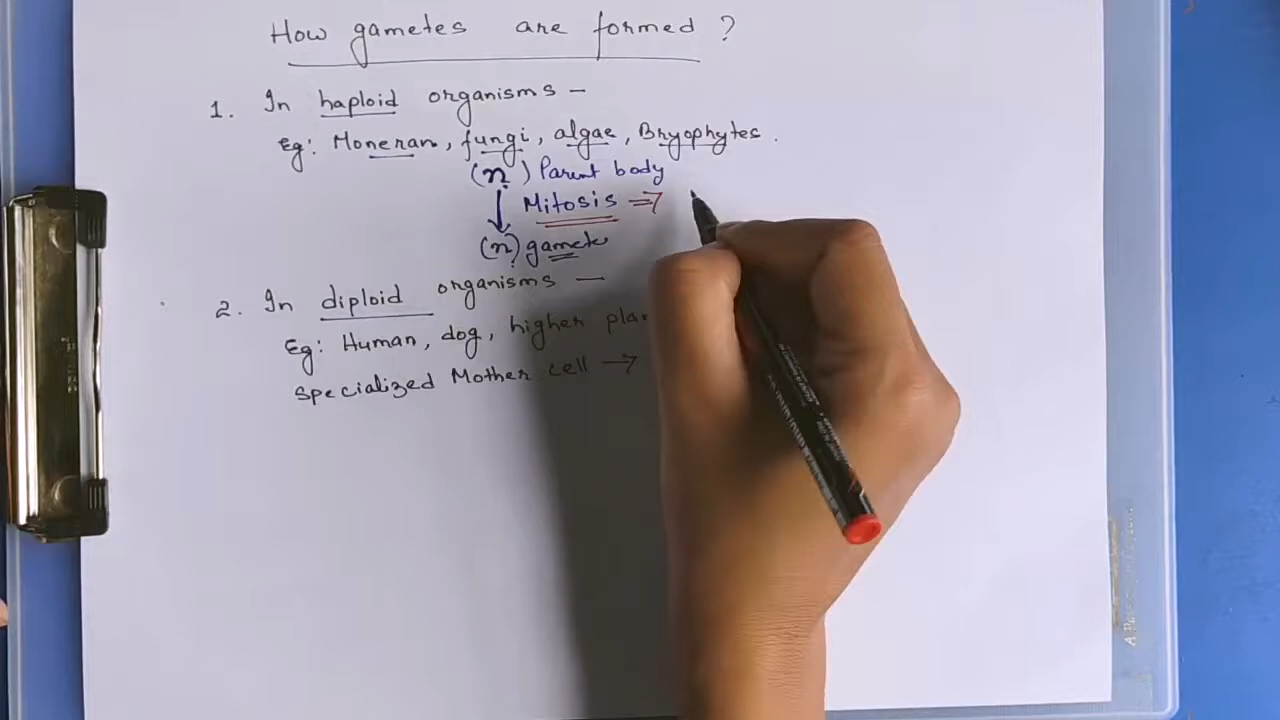 How gametes are formed ?
1. In haploid organisms –
Eg: Moneran, fungi, algae, Bryophytes.
(n) Parent body
↓ Mitosis ⇒
(n) gamete
2. In diploid organisms –
Eg: Human, dog, higher
specialized Mother cell →